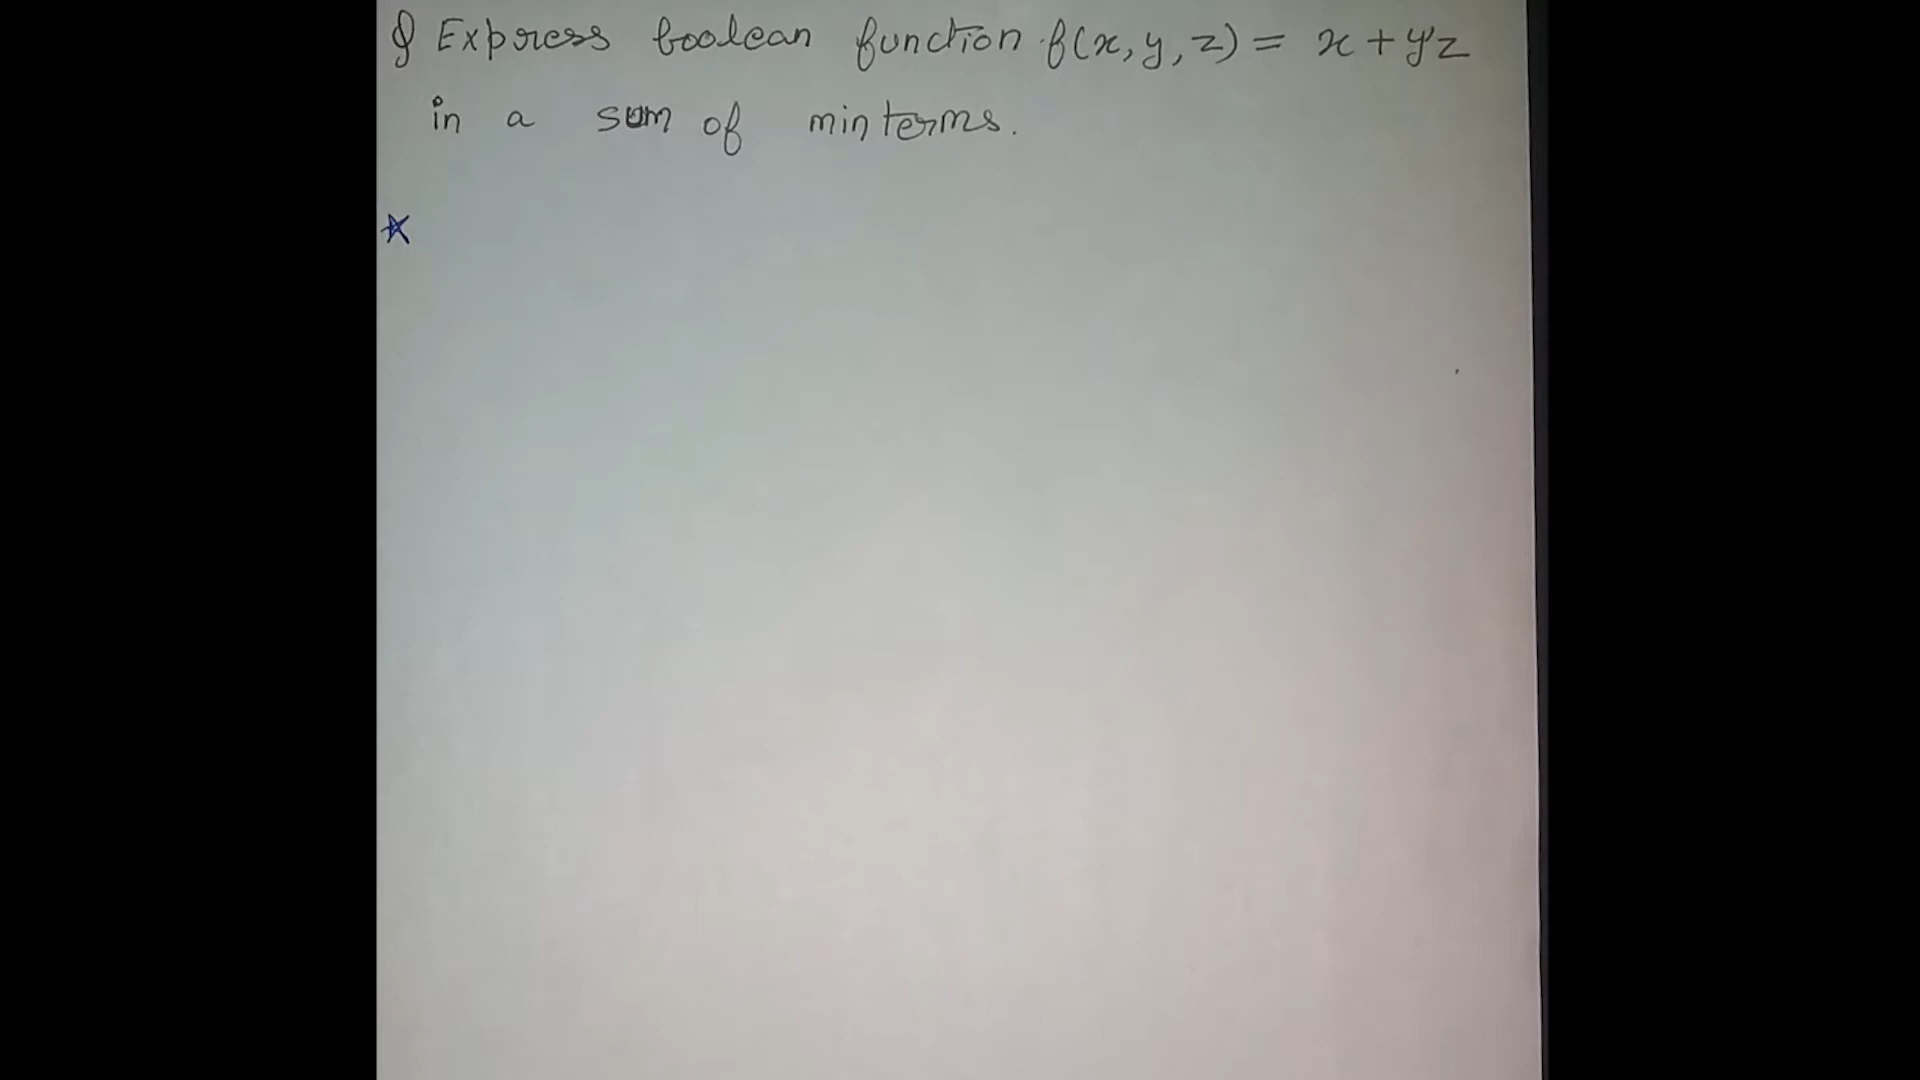 Q Express boolean function f(x, y, z) = x + y'z
in a sum of minterms.